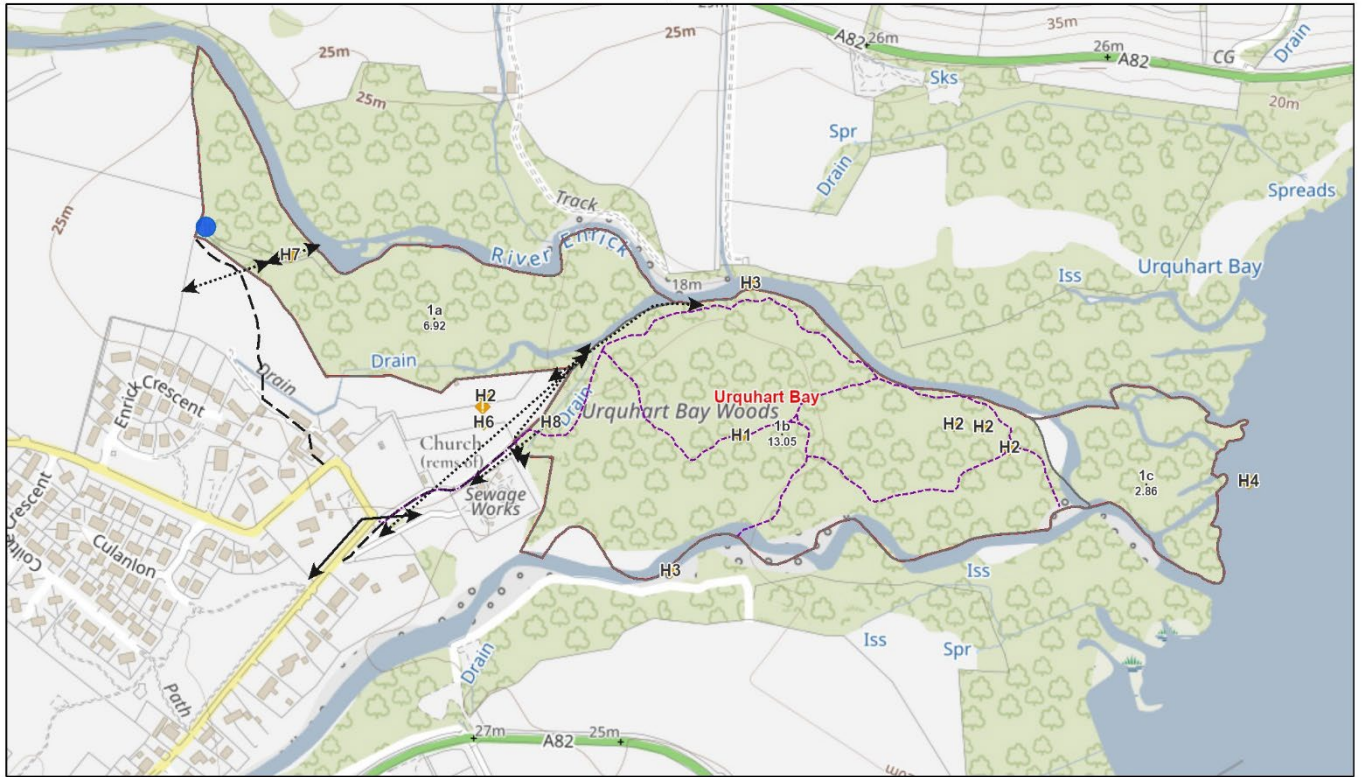 25m
A82
26m
35m
26m
A82
CG
Drain
25m
25m
Sks
20m
Spr
Drain
Track
Spreads
25m
H7
River Enrick
Iss
Urquhart Bay
18m
H3
1a
6.92
Drain
Drain
Enrick Crescent
H2
H6
Drain
Urquhart Bay
Urquhart Bay Woods
H8
H1
1b
13.05
H2
H2
H2
Church
(rems of)
Sewage
Works
1c
2.86
H4
Crescent
Culanlon
H3
Iss
Iss
Spr
Drain
Path
27m
A82
25m
20m